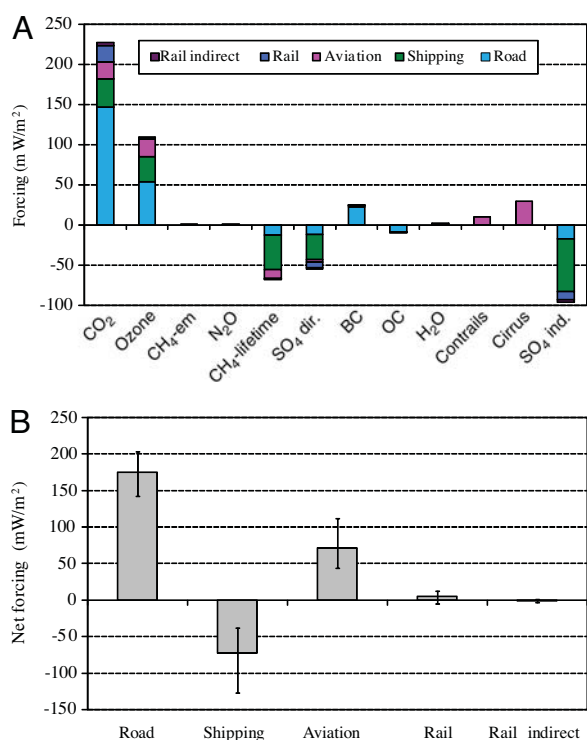 A
Forcing (mW/m²)
250
200
150
100
50
0
-50
-100
Rail indirect
Rail
Aviation
Shipping
Road
CO₂
Ozone
CH₄-em
N₂O
CH₄-lifetime
SO₄ dir.
BC
OC
H₂O
Contrails
Cirrus
SO₄ ind.
B
Net forcing (mW/m²)
250
200
150
100
50
0
-50
-100
-150
Road
Shipping
Aviation
Rail
Rail indirect